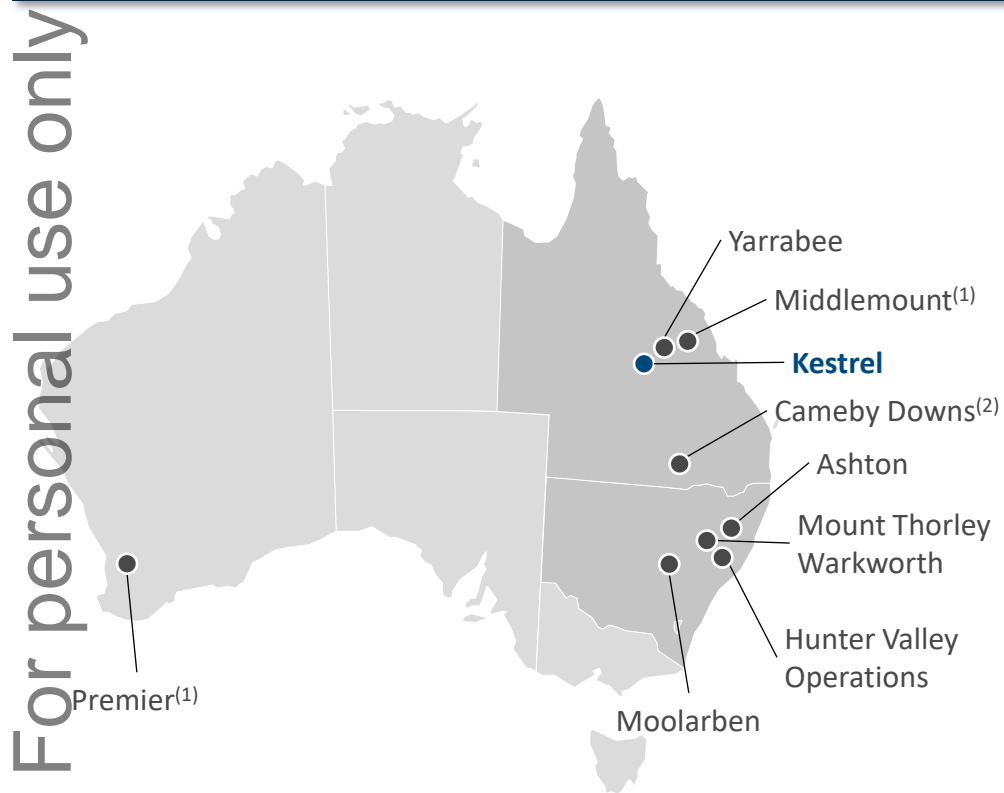 For personal use only
Yarrabee
Middlemount(1)
Kestrel
Cameby Downs(2)
Ashton
Mount Thorley
Warkworth
Hunter Valley
Operations
Premier(1)
Moolarben